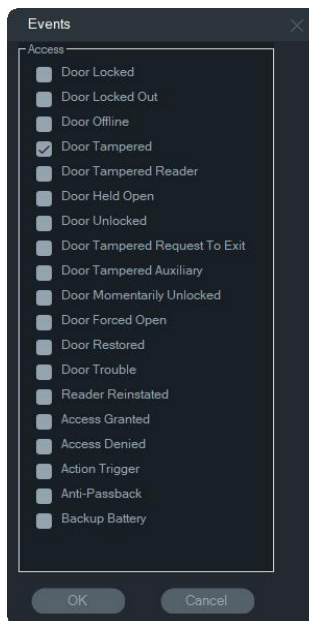 Events
Access
Door Locked
Door Locked Out
Door Offline
Door Tampered
Door Tampered Reader
Door Held Open
Door Unlocked
Door Tampered Request To Exit
Door Tampered Auxiliary
Door Momentarily Unlocked
Door Forced Open
Door Restored
Door Trouble
Reader Reinstated
Access Granted
Access Denied
Action Trigger
Anti-Passback
Backup Battery
OK Cancel